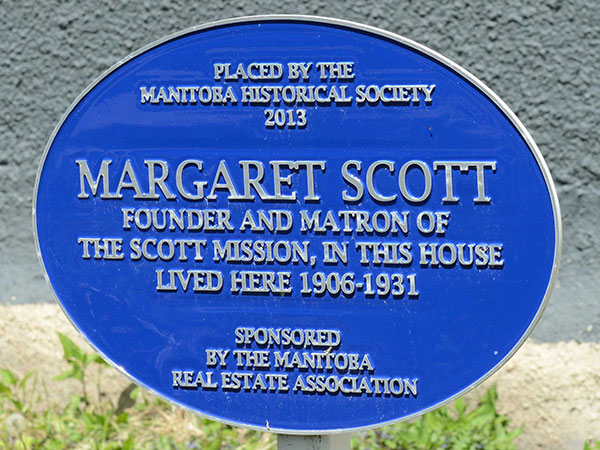 PLACED BY THE
MANITOBA HISTORICAL SOCIETY
2013
MARGARET SCOTT
FOUNDER AND MATRON OF
THE SCOTT MISSION, IN THIS HOUSE
LIVED HERE 1906-1931
SPONSORED
BY THE MANITOBA
REAL ESTATE ASSOCIATION